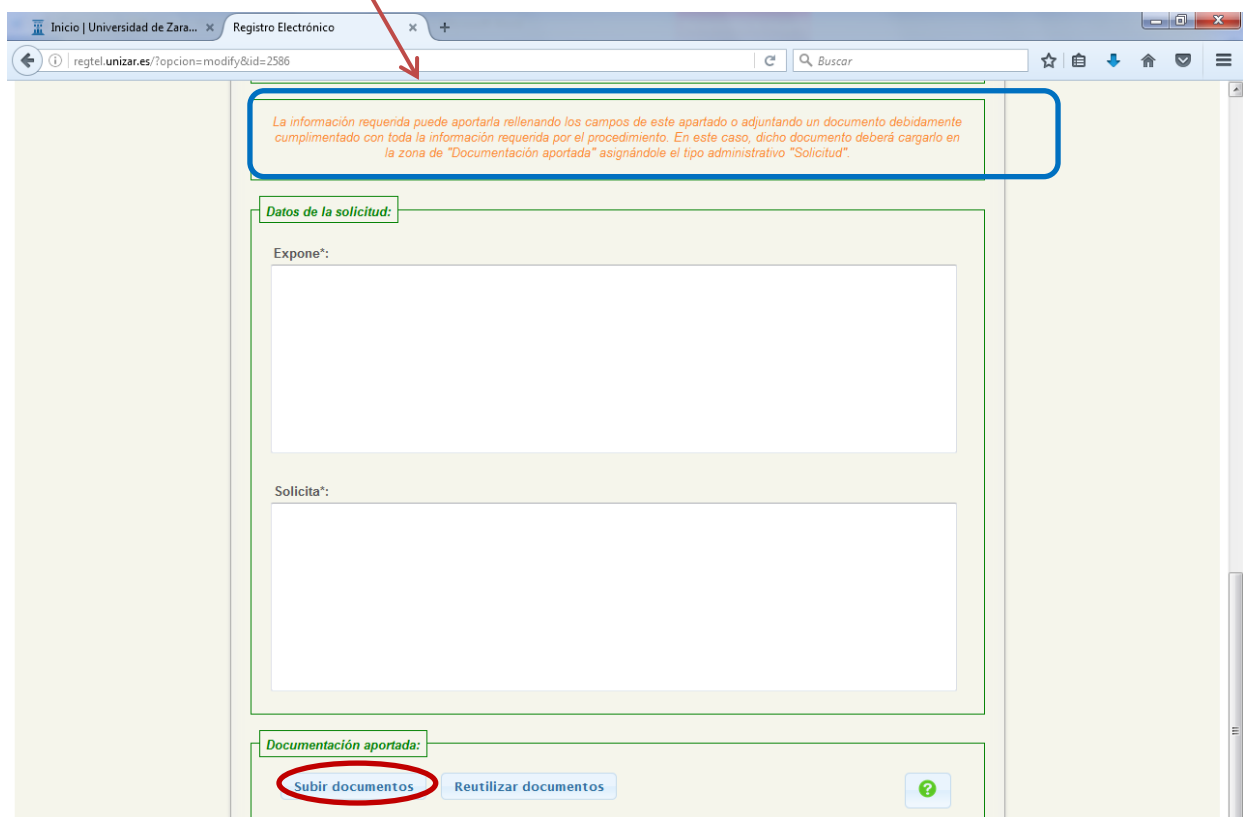 Inicio | Universidad de Zara... × Registro Electrónico × +
regtel.unizar.es/?opcion=modify&id=2586 Buscar
La información requerida puede aportarla rellenando los campos de este apartado o adjuntando un documento debidamente
cumplimentado con toda la información requerida por el procedimiento. En este caso, dicho documento deberá cargarlo en
la zona de "Documentación aportada" asignándole el tipo administrativo "Solicitud".
Datos de la solicitud:
Expone*:
Solicita*:
Documentación aportada:
Subir documentos Reutilizar documentos ?